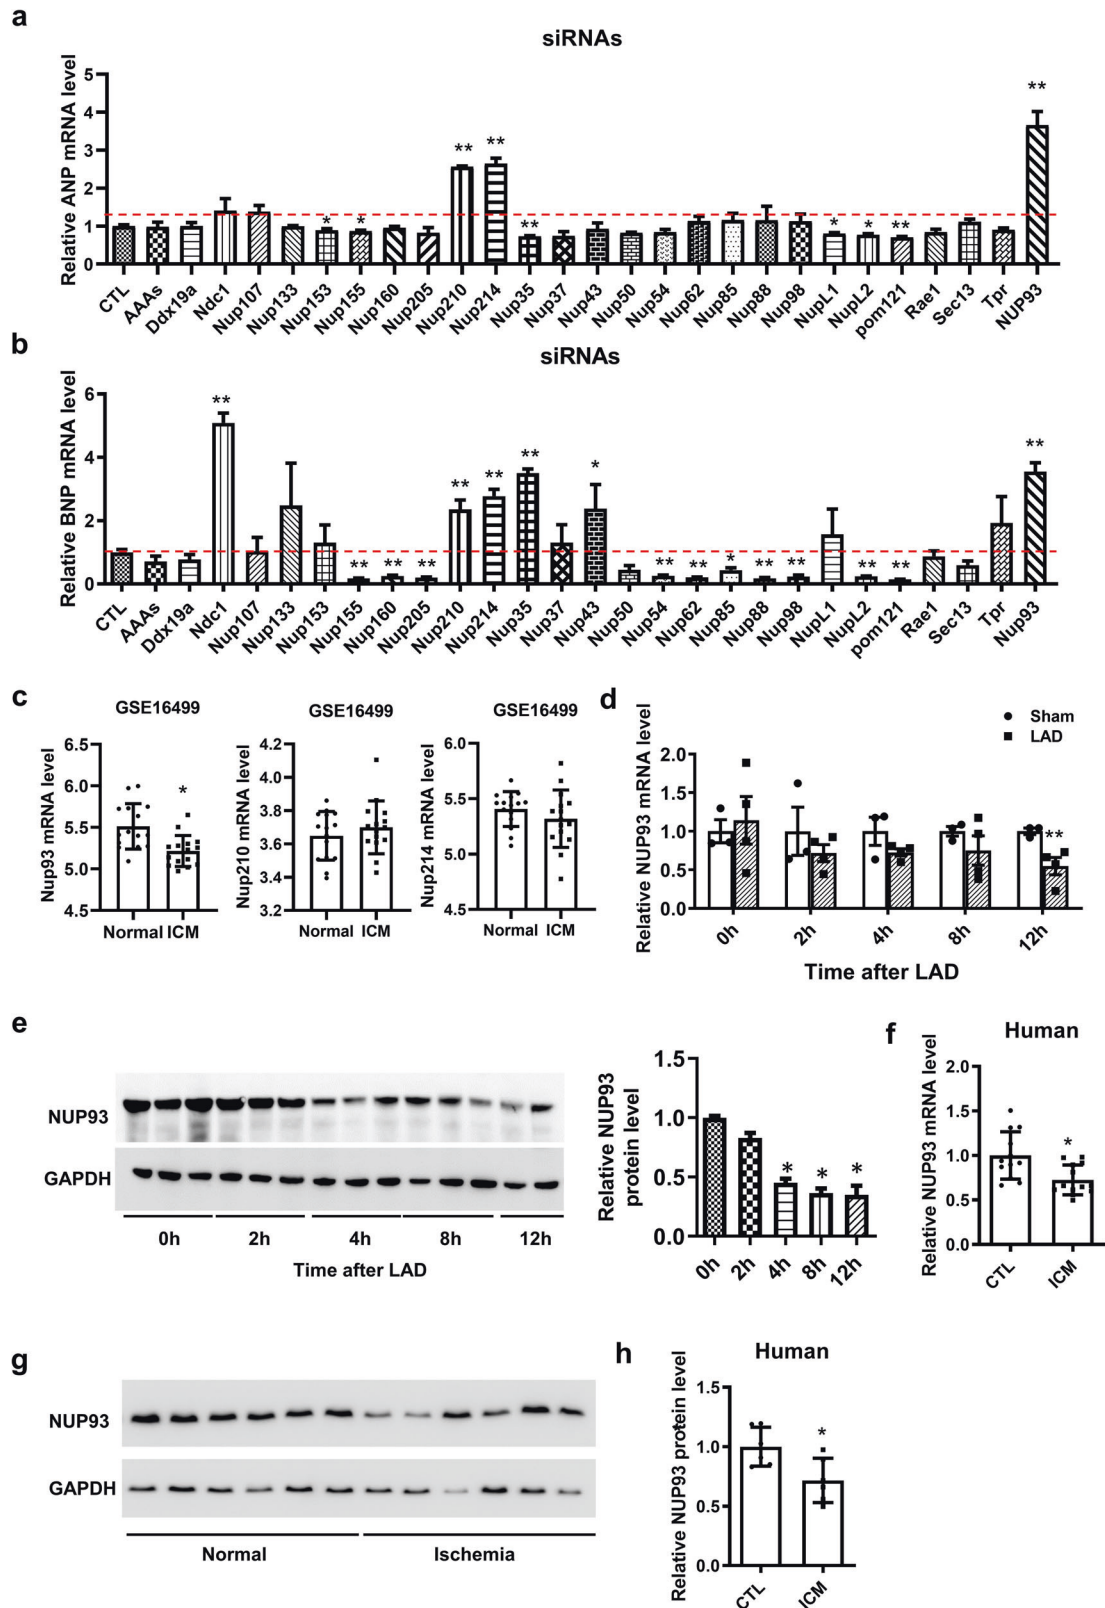 a
siRNAs
Relative ANP mRNA level
5
4
3
2
1
0
** ** ** * * ** * * **
CTL AAAs Ddx19a Ndc1 Nup107 Nup133 Nup153 Nup155 Nup160 Nup205 Nup210 Nup214 Nup35 Nup37 Nup43 Nup50 Nup54 Nup62 Nup85 Nup88 Nup98 NupL1 NupL2 pom121 Rae1 Sec13 Tpr NUP93
b
siRNAs
Relative BNP mRNA level
6
4
2
0
** ** ** ** ** ** ** * ** ** * ** ** ** ** **
CTL AAAs Ddx19a Ndc1 Nup107 Nup133 Nup153 Nup155 Nup160 Nup205 Nup210 Nup214 Nup35 Nup37 Nup43 Nup50 Nup54 Nup62 Nup85 Nup88 Nup98 NupL1 NupL2 pom121 Rae1 Sec13 Tpr Nup93
c
GSE16499
Nup93 mRNA level
6.5
6.0
5.5
5.0
4.5
*
Normal ICM
GSE16499
Nup210 mRNA level
4.2
4.0
3.8
3.6
3.4
3.2
Normal ICM
GSE16499
Nup214 mRNA level
6.0
5.5
5.0
4.5
Normal ICM
d
Sham
LAD
Relative NUP93 mRNA level
2.0
1.5
1.0
0.5
0.0
**
0h 2h 4h 8h 12h
Time after LAD
e
NUP93
GAPDH
0h 2h 4h 8h 12h
Time after LAD
Relative NUP93
protein level
1.5
1.0
0.5
0.0
* * *
0h 2h 4h 8h 12h
f
Human
Relative NUP93 mRNA level
2.0
1.5
1.0
0.5
0.0
*
CTL ICM
g
NUP93
GAPDH
Normal Ischemia
h
Human
Relative NUP93 protein level
1.5
1.0
0.5
0.0
*
CTL ICM